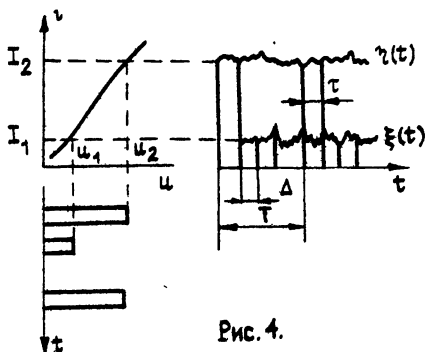 ι
I₂
η(t)
τ
I₁
ξ(t)
u₁
u₂
u
t
Δ
T
t
Рис. 4.